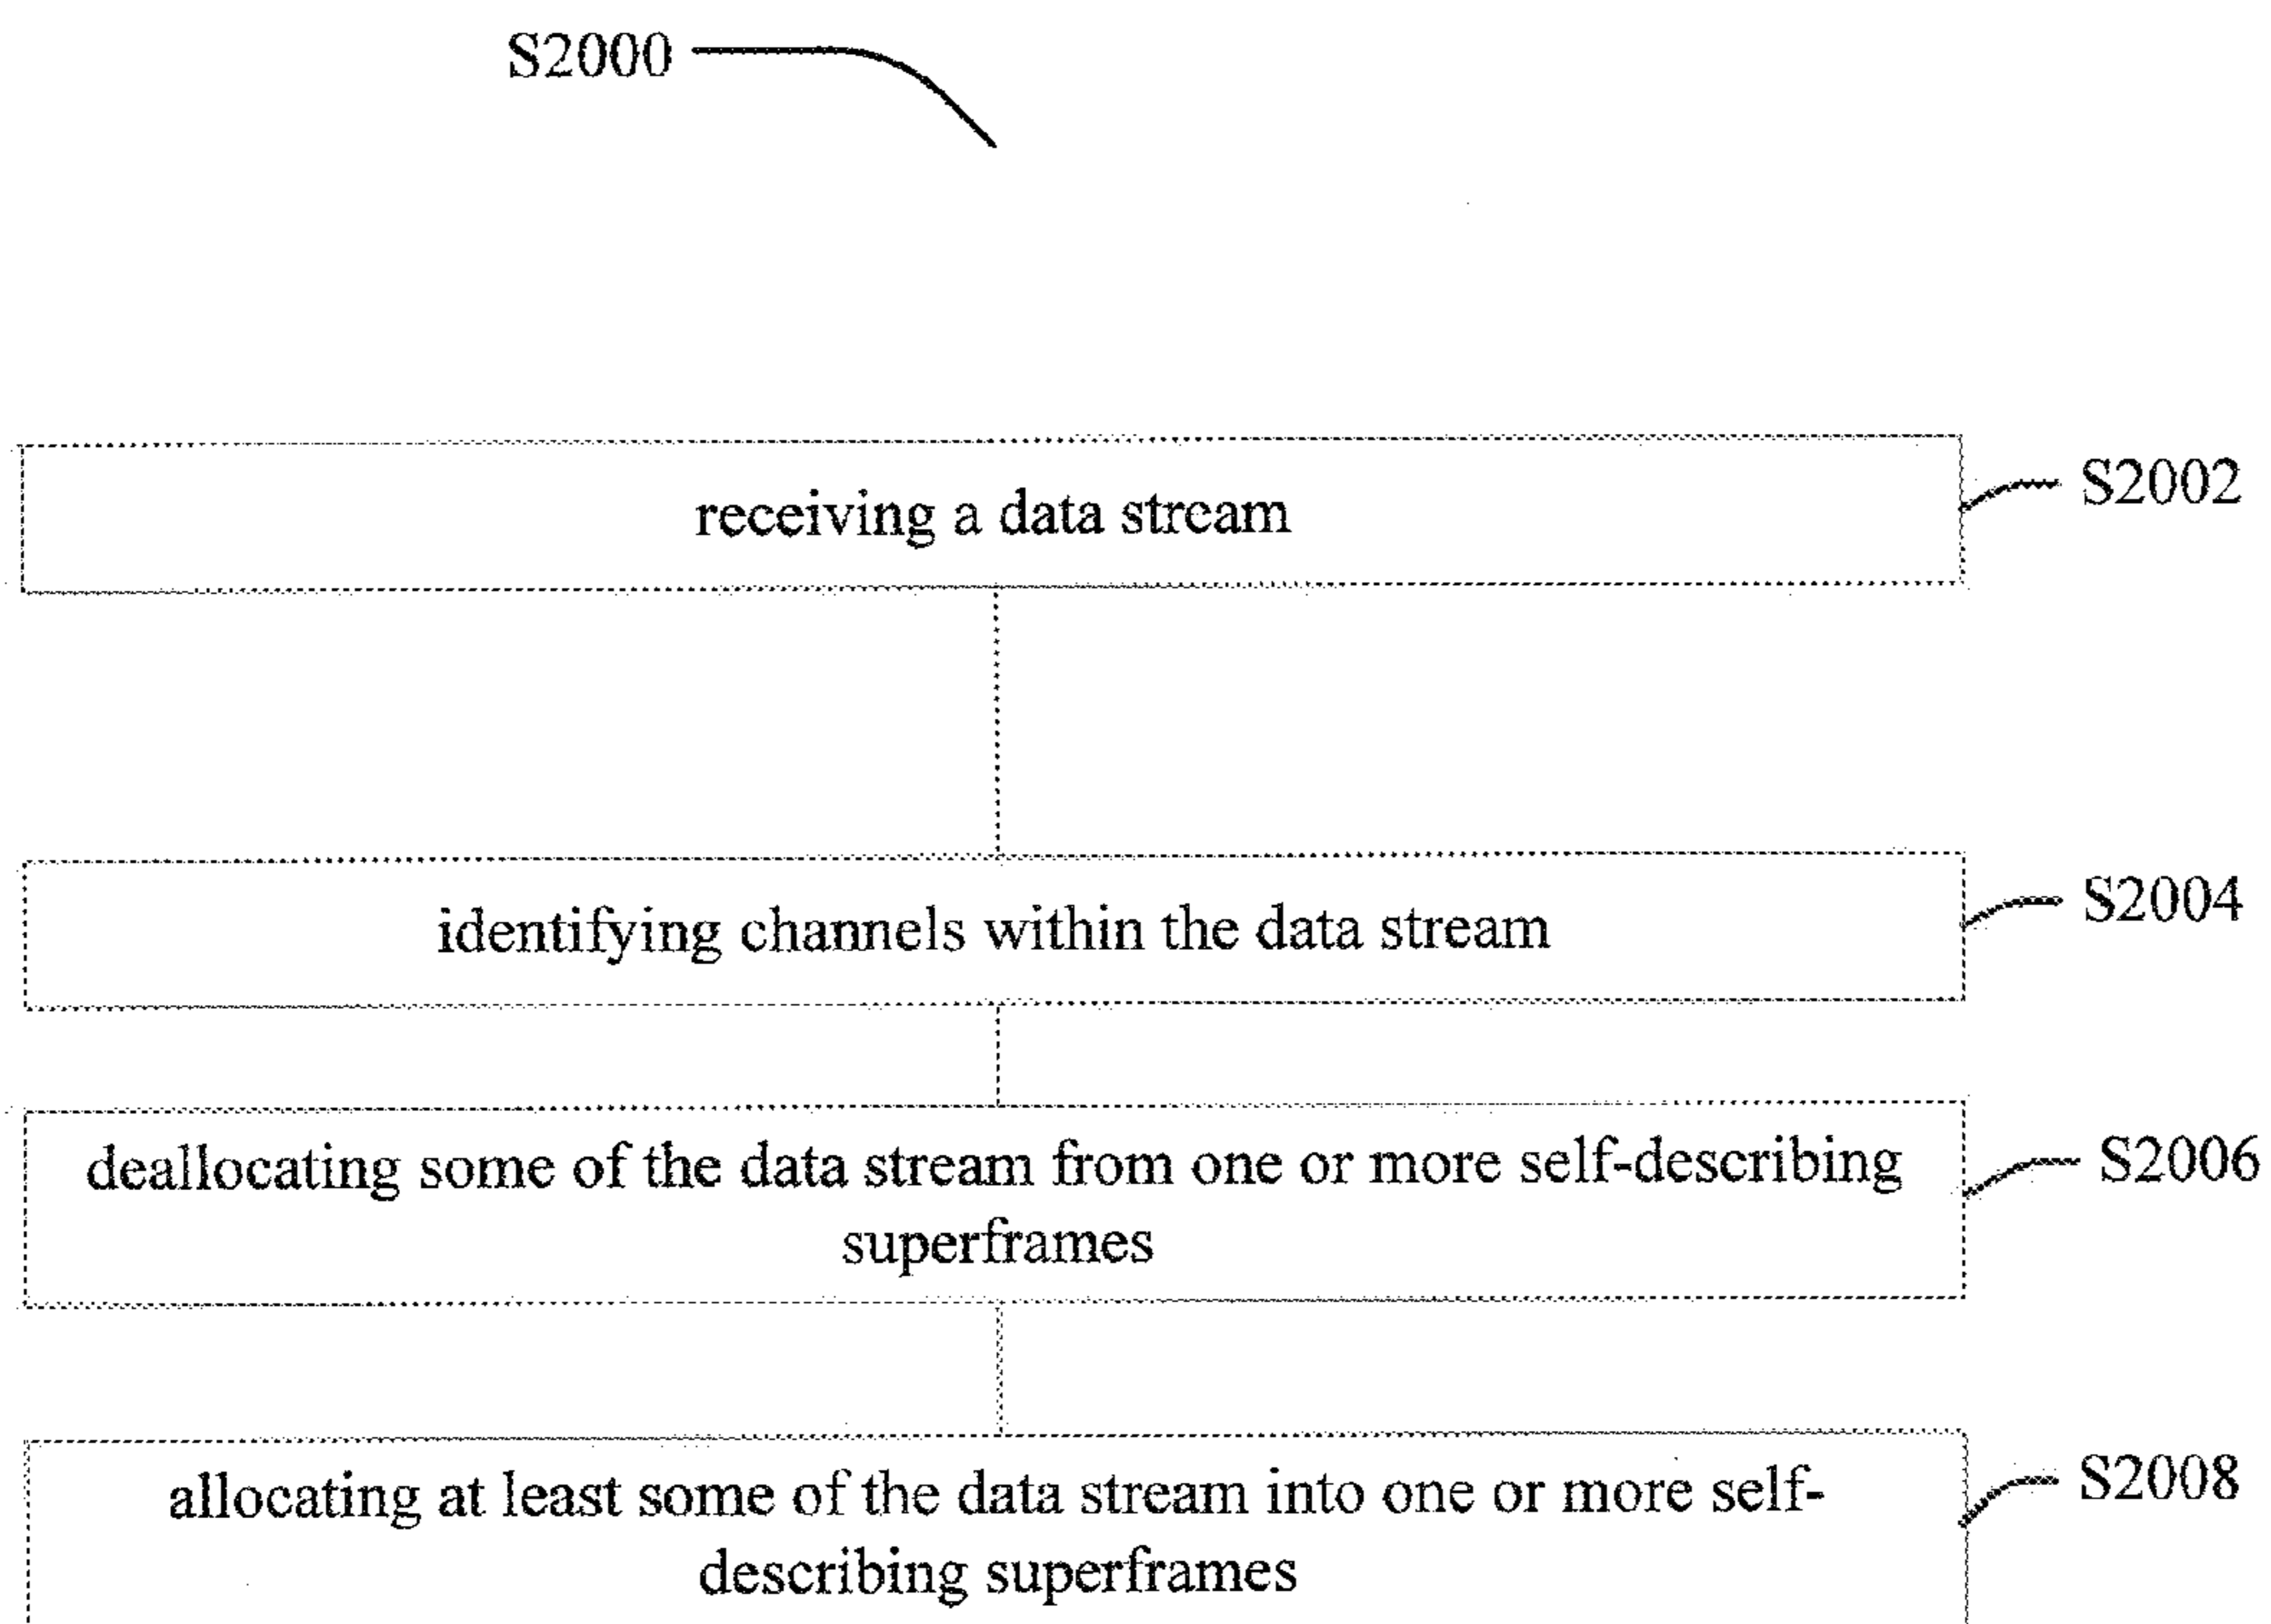 S2000
receiving a data stream
S2002
identifying channels within the data stream
S2004
deallocating some of the data stream from one or more self-describing
superframes
S2006
allocating at least some of the data stream into one or more self-
describing superframes
S2008